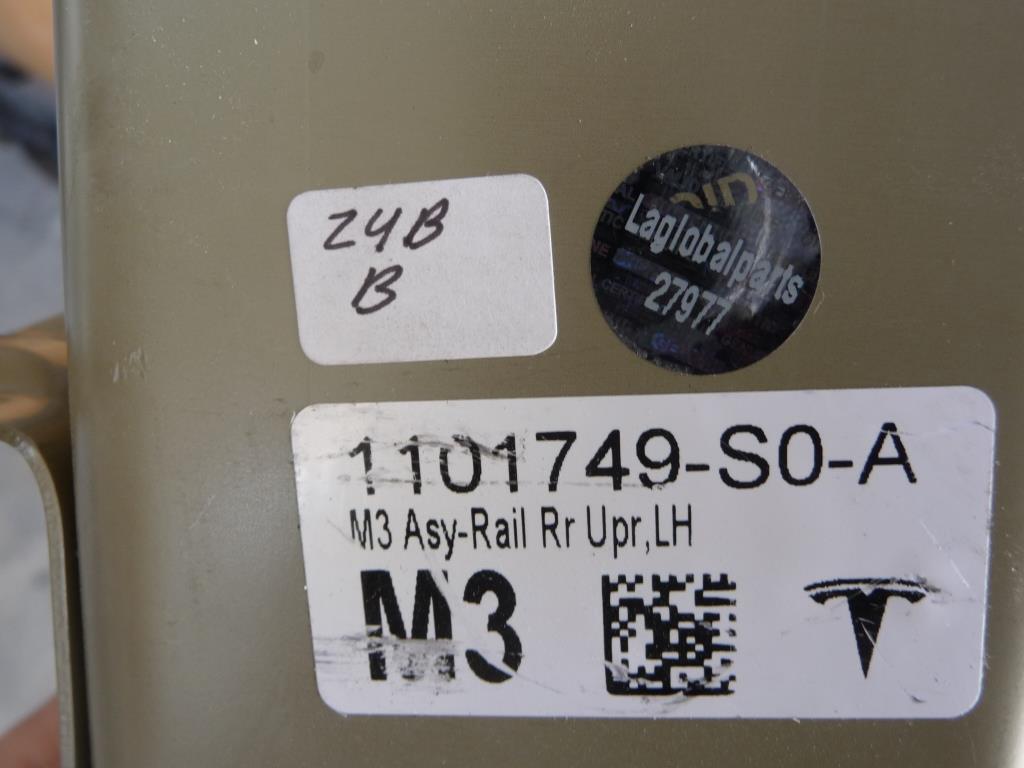 24B
B
Laglobalparts
27977
1101749-S0-A
M3 Asy-Rail Rr Upr,LH
M3